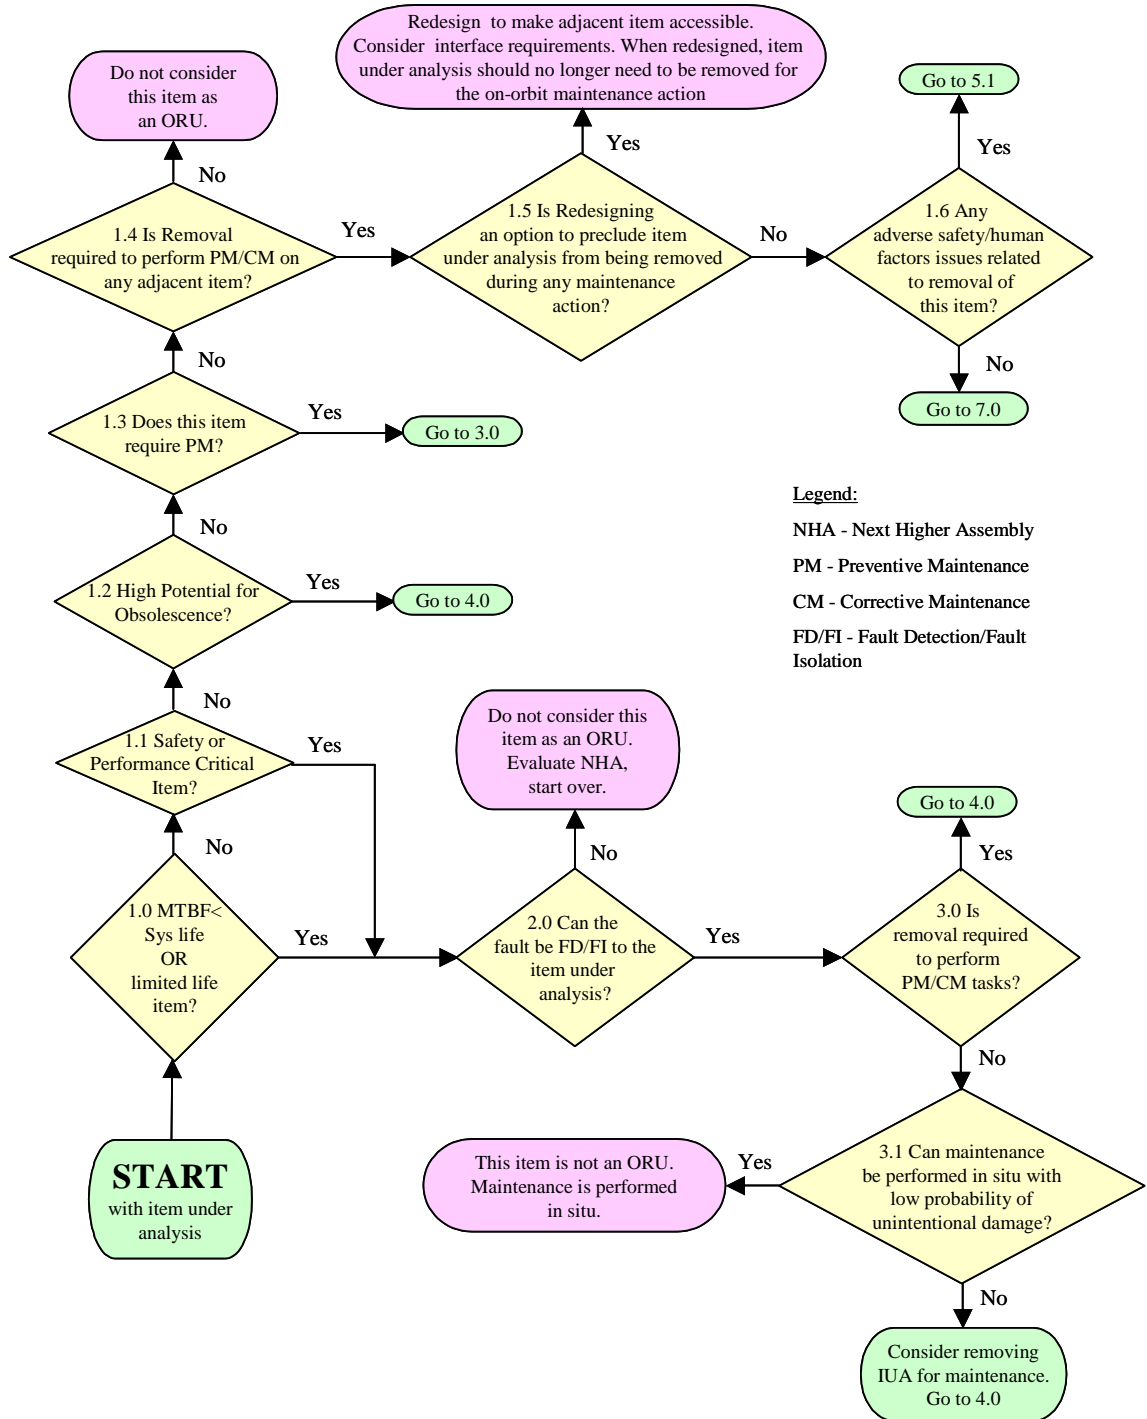 Redesign to make adjacent item accessible.
Consider interface requirements. When redesigned, item
under analysis should no longer need to be removed for
the on-orbit maintenance action
Do not consider
this item as
an ORU.
Go to 5.1
No
Yes
Yes
1.4 Is Removal
required to perform PM/CM on
any adjacent item?
Yes
1.5 Is Redesigning
an option to preclude item
under analysis from being removed
during any maintenance
action?
No
1.6 Any
adverse safety/human
factors issues related
to removal of
this item?
No
No
Go to 7.0
1.3 Does this item
require PM?
Yes
Go to 3.0
No
Legend:
NHA - Next Higher Assembly
PM - Preventive Maintenance
CM - Corrective Maintenance
FD/FI - Fault Detection/Fault
Isolation
1.2 High Potential for
Obsolescence?
Yes
Go to 4.0
No
1.1 Safety or
Performance Critical
Item?
Yes
Do not consider this
item as an ORU.
Evaluate NHA,
start over.
Go to 4.0
No
No
Yes
1.0 MTBF<
Sys life
OR
limited life
item?
Yes
2.0 Can the
fault be FD/FI to the
item under
analysis?
Yes
3.0 Is
removal required
to perform
PM/CM tasks?
No
START
with item under
analysis
This item is not an ORU.
Maintenance is performed
in situ.
Yes
3.1 Can maintenance
be performed in situ with
low probability of
unintentional damage?
No
Consider removing
IUA for maintenance.
Go to 4.0